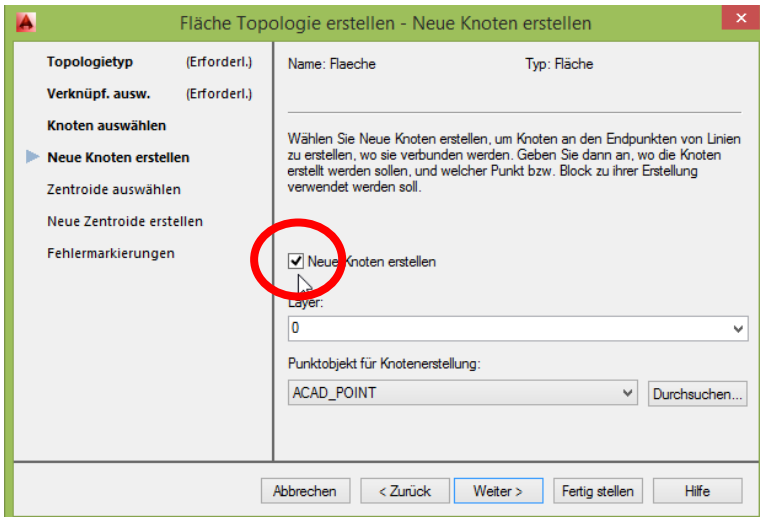 Fläche Topologie erstellen - Neue Knoten erstellen
Topologietyp (Erforderl.)
Verknüpf. ausw. (Erforderl.)
Knoten auswählen
Neue Knoten erstellen
Zentroide auswählen
Neue Zentroide erstellen
Fehlermarkierungen
Name: Flaeche Typ: Fläche
Wählen Sie Neue Knoten erstellen, um Knoten an den Endpunkten von Linien
zu erstellen, wo sie verbunden werden. Geben Sie dann an, wo die Knoten
erstellt werden sollen, und welcher Punkt bzw. Block zu ihrer Erstellung
verwendet werden soll.
Neue Knoten erstellen
Layer:
0
Punktobjekt für Knotenerstellung:
ACAD_POINT
Durchsuchen...
Abbrechen < Zurück Weiter > Fertig stellen Hilfe